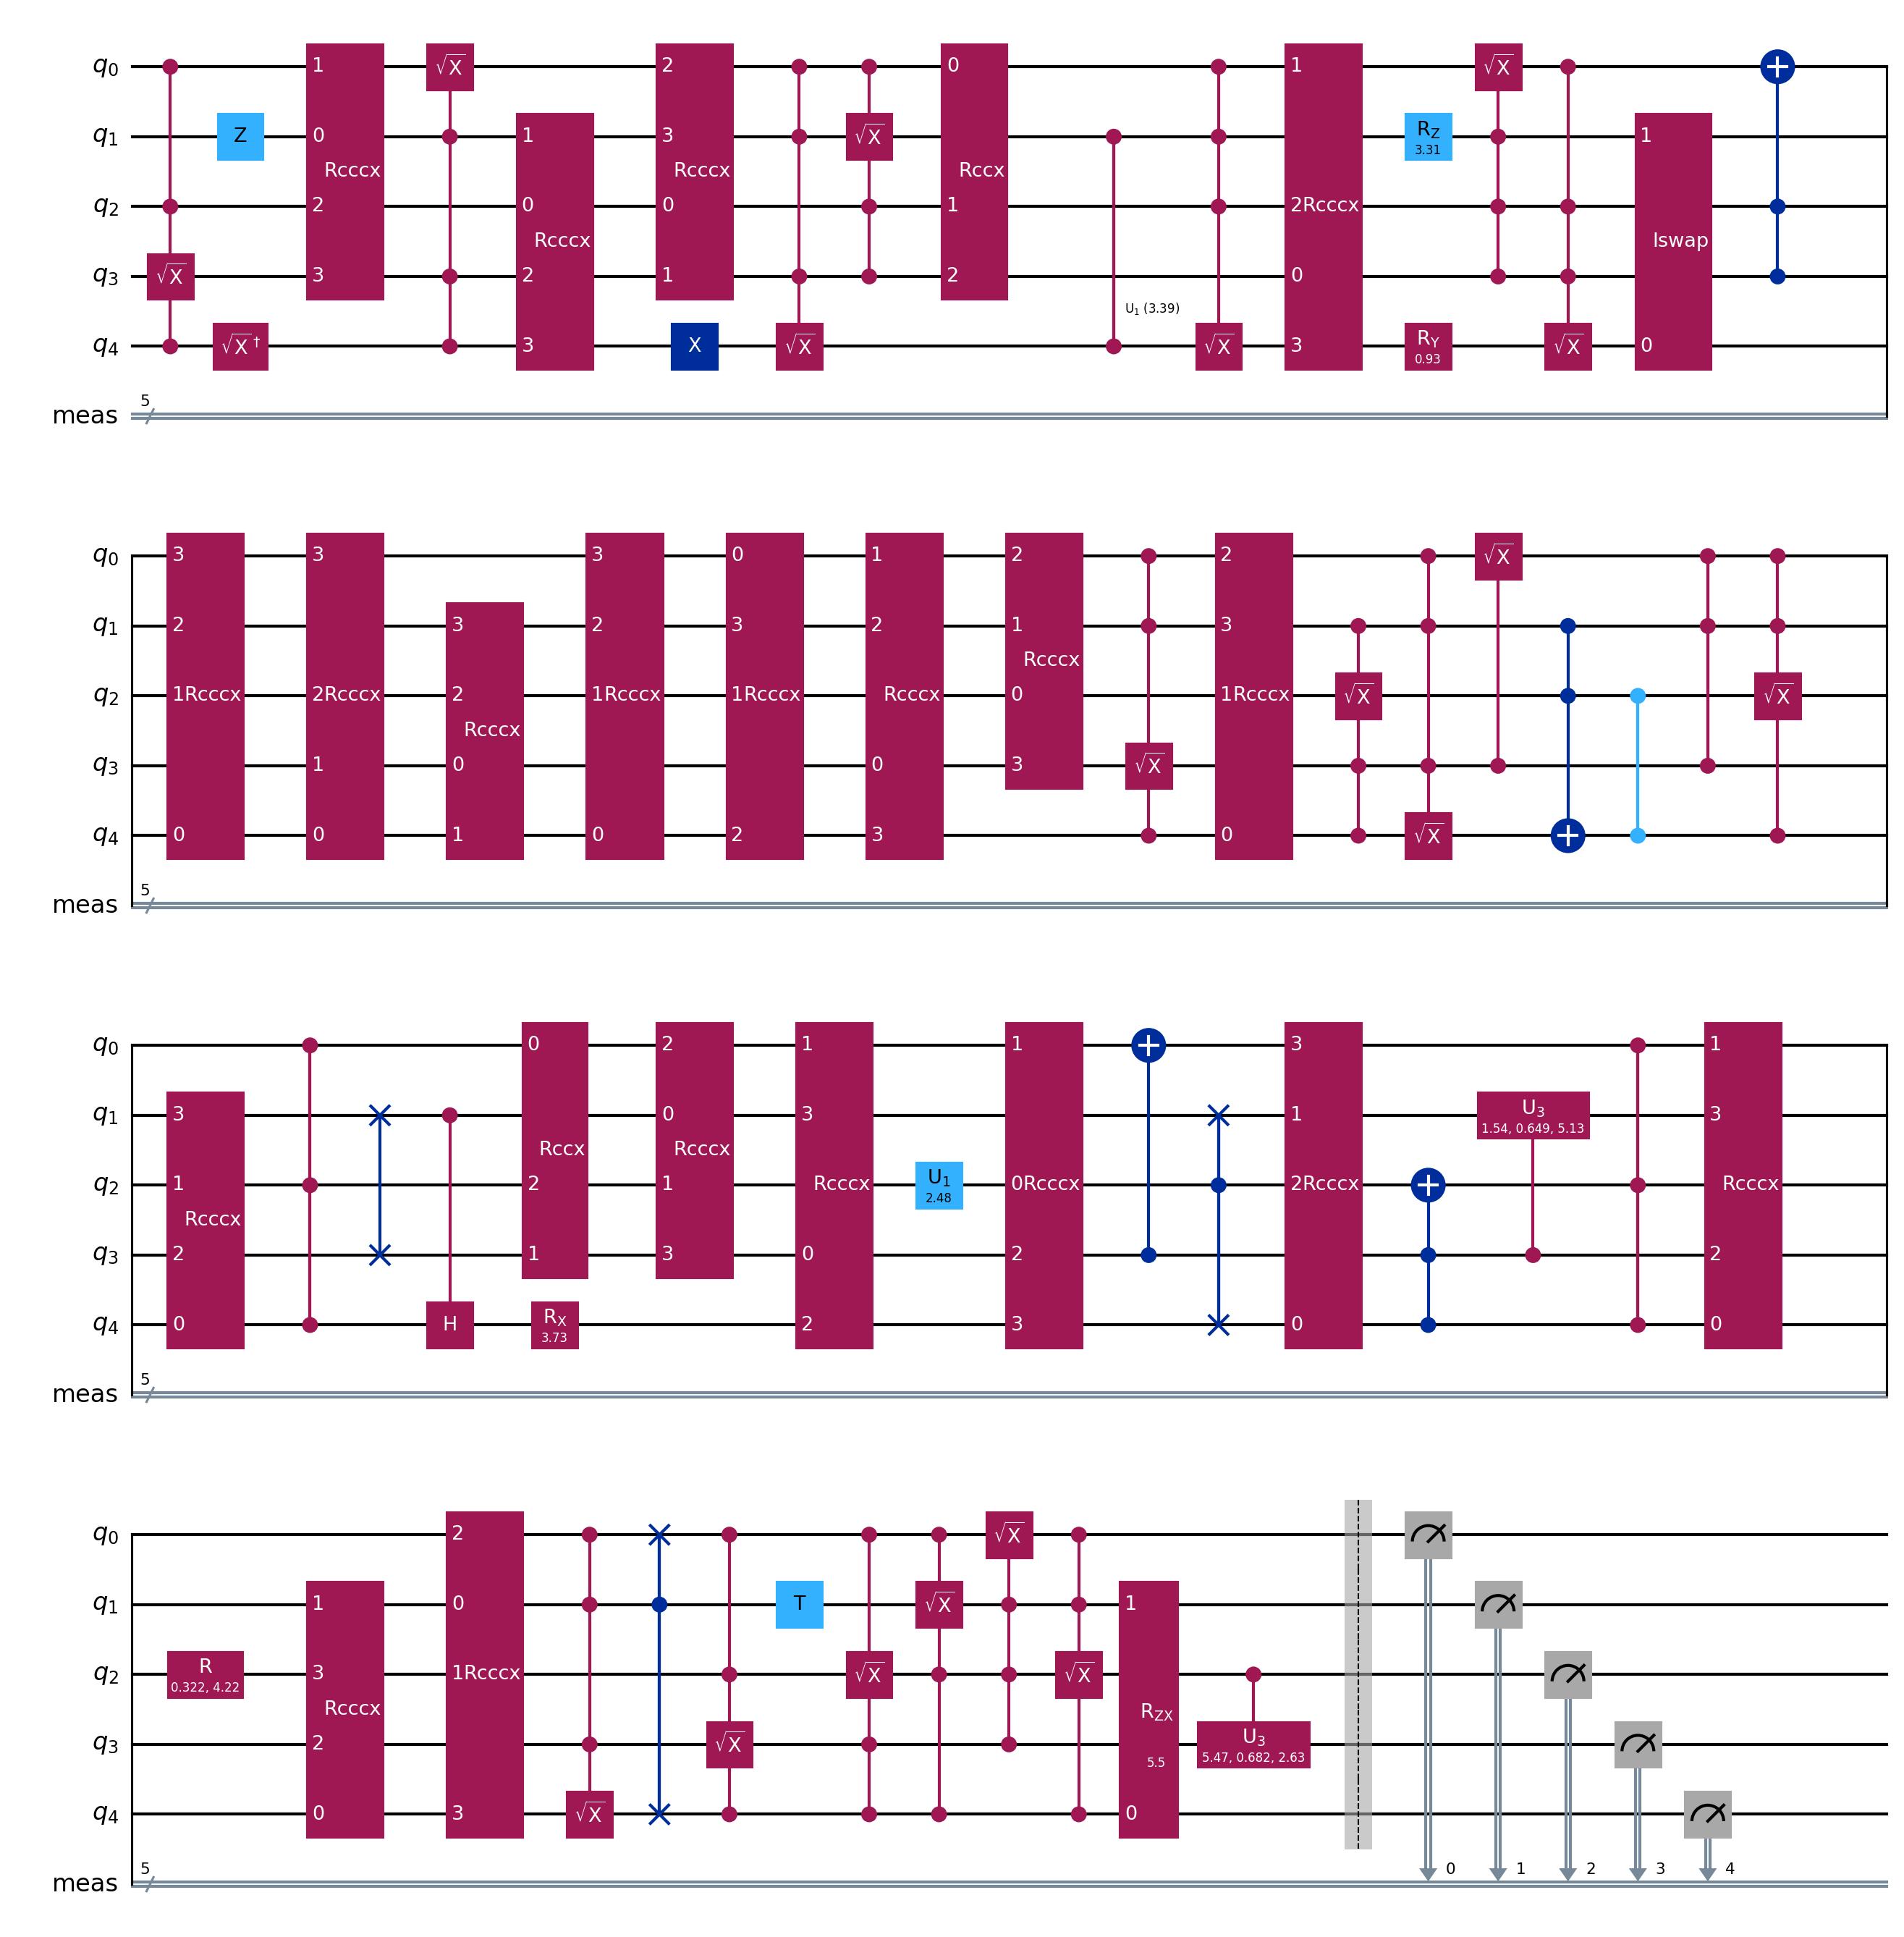 q0 √X 1 √X 2 0 1 √X
q1 Z 0 1 3 √X RZ 3.31 1
Rcccx Rcccx Rccx
q2 2 0 0 1 2Rcccx
Rcccx Iswap
q3 √X 3 2 1 2 0
U1 (3.39)
q4 √X† 3 X √X √X 3 RY 0.93 √X 0
meas 5
q0 3 3 3 0 1 2 2 √X
q1 2 3 2 3 2 1 3
Rcccx
q2 1Rcccx 2Rcccx 2 1Rcccx 1Rcccx Rcccx 0 1Rcccx √X √X
Rcccx
q3 1 0 0 3 √X
q4 0 0 1 0 2 3 0 √X
meas 5
q0 0 2 1 1 3 1
q1 3 0 3 1 U3 1.54, 0.649, 5.13 3
Rccx Rcccx
q2 1 2 1 Rcccx U1 2.48 0Rcccx 2Rcccx Rcccx
Rcccx
q3 2 1 3 0 2 2
q4 0 H RX 3.73 2 3 0 0
meas 5
q0 2 √X
q1 1 0 T √X 1
q2 R 0.322, 4.22 3 1Rcccx √X √X
Rcccx RZX
q3 2 √X 5.5 U3 5.47, 0.682, 2.63
q4 0 3 √X 0
meas 5 0 1 2 3 4